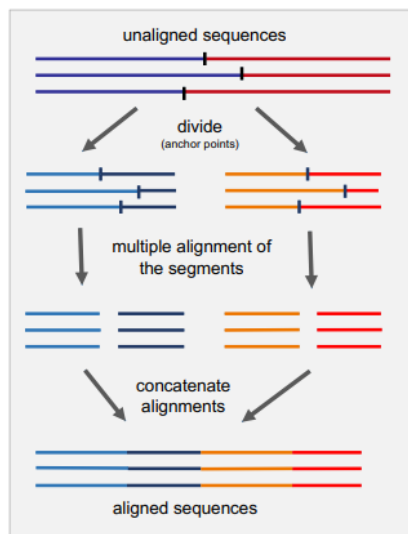 unaligned sequences
divide
(anchor points)
multiple alignment of
the segments
concatenate
alignments
aligned sequences